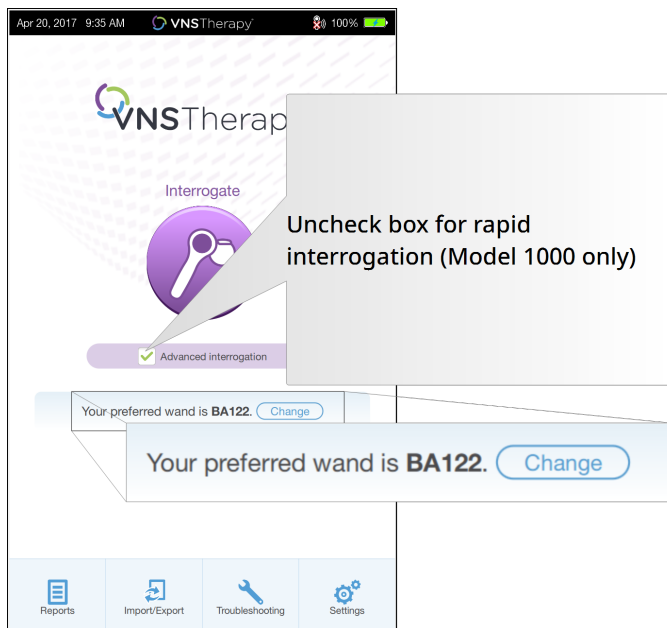 Apr 20, 2017 9:35 AM VNSTherapy 100%
VNSTherap
Interrogate
Uncheck box for rapid
interrogation (Model 1000 only)
Advanced interrogation
Your preferred wand is BA122. Change
Your preferred wand is BA122. Change
Reports Import/Export Troubleshooting Settings